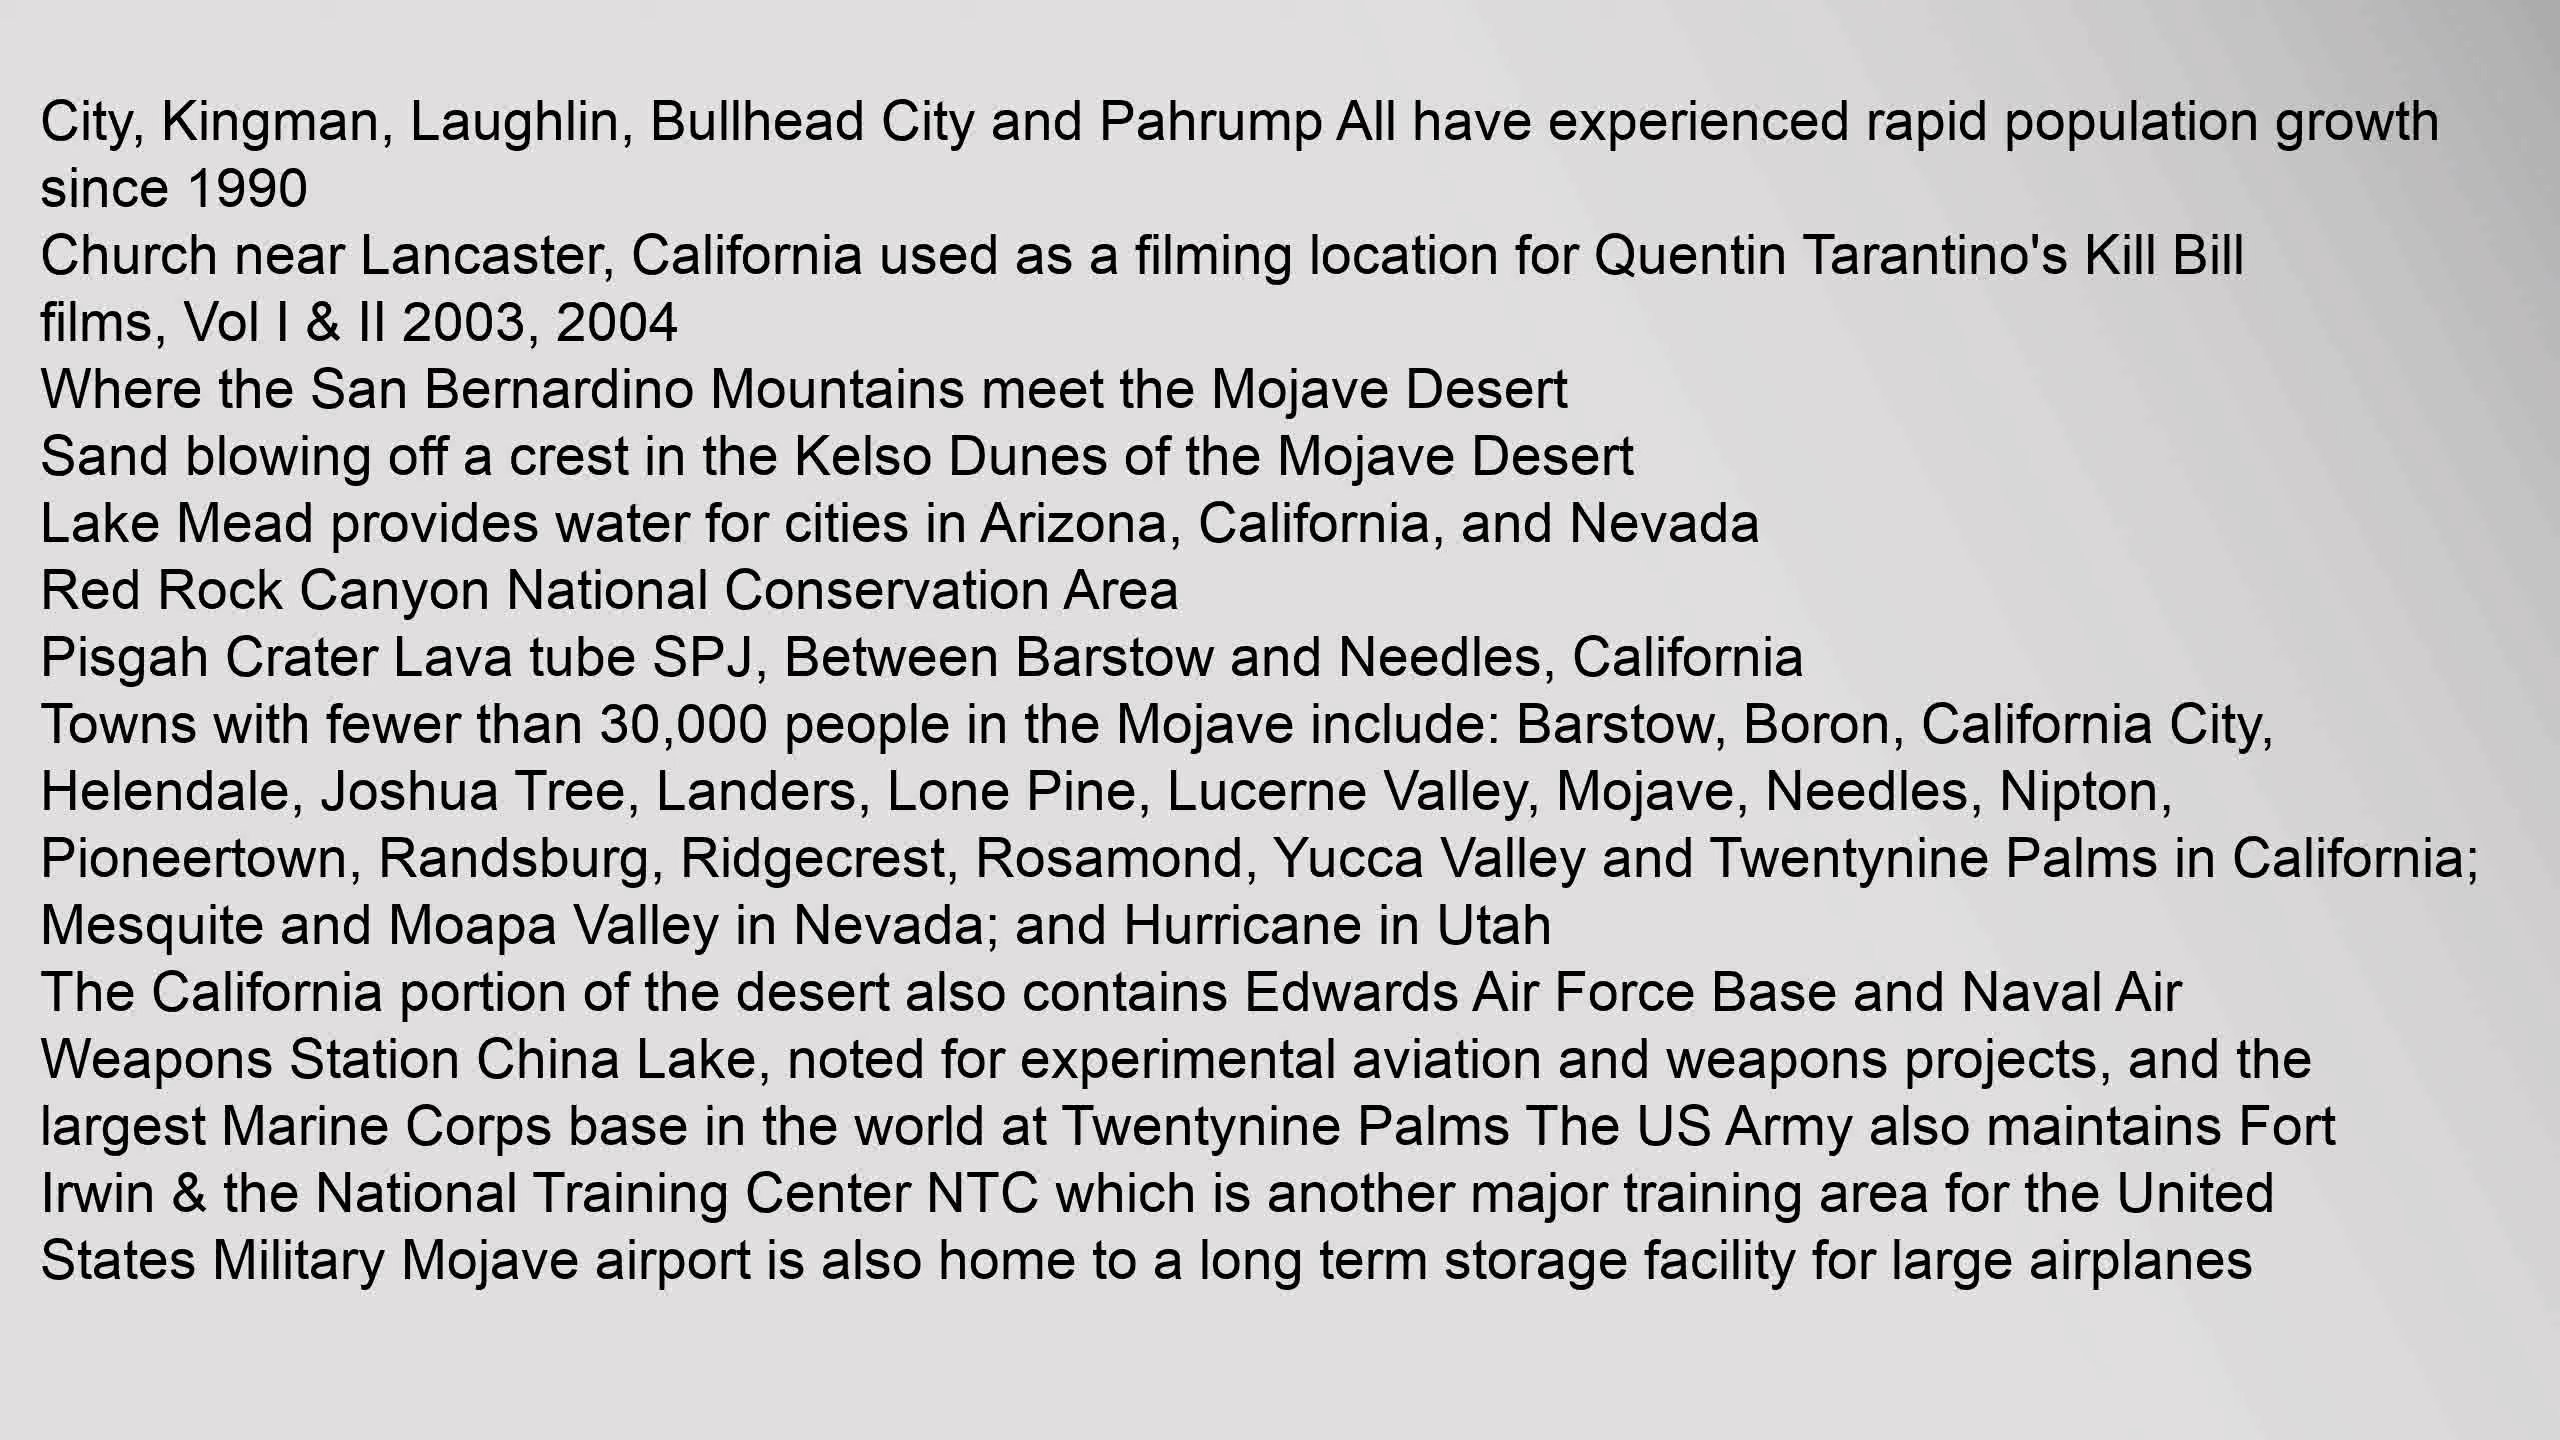 City, Kingman, Laughlin, Bullhead City and Pahrump All have experienced rapid population growth
since 1990
Church near Lancaster, California used as a filming location for Quentin Tarantino's Kill Bill
films, Vol I & II 2003, 2004
Where the San Bernardino Mountains meet the Mojave Desert
Sand blowing off a crest in the Kelso Dunes of the Mojave Desert
Lake Mead provides water for cities in Arizona, California, and Nevada
Red Rock Canyon National Conservation Area
Pisgah Crater Lava tube SPJ, Between Barstow and Needles, California
Towns with fewer than 30,000 people in the Mojave include: Barstow, Boron, California City,
Helendale, Joshua Tree, Landers, Lone Pine, Lucerne Valley, Mojave, Needles, Nipton,
Pioneertown, Randsburg, Ridgecrest, Rosamond, Yucca Valley and Twentynine Palms in California;
Mesquite and Moapa Valley in Nevada; and Hurricane in Utah
The California portion of the desert also contains Edwards Air Force Base and Naval Air
Weapons Station China Lake, noted for experimental aviation and weapons projects, and the
largest Marine Corps base in the world at Twentynine Palms The US Army also maintains Fort
Irwin & the National Training Center NTC which is another major training area for the United
States Military Mojave airport is also home to a long term storage facility for large airplanes